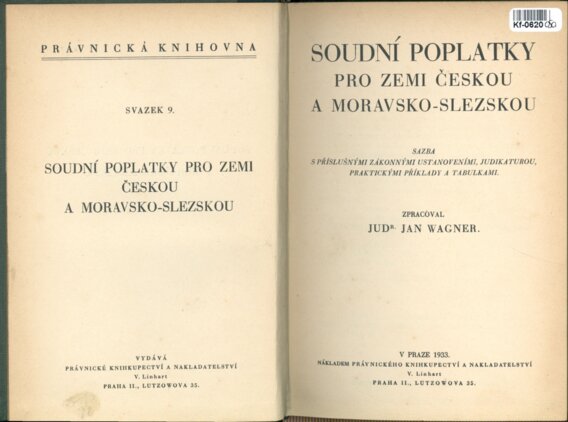 PRÁVNICKÁ KNIHOVNA
SVAZEK 9.
SOUDNÍ POPLATKY PRO ZEMI
ČESKOU
A MORAVSKO-SLEZSKOU
VYDÁVÁ
PRÁVNICKÉ KNIHKUPECTVÍ A NAKLADATELSTVÍ
V. Linhart
PRAHA II., LÜTZOWOVA 35.
Kf-0620
SOUDNÍ POPLATKY
PRO ZEMI ČESKOU
A MORAVSKO-SLEZSKOU
SAZBA
S PŘÍSLUŠNÝMI ZÁKONNÝMI USTANOVENÍMI, JUDIKATUROU,
PRAKTICKÝMI PŘÍKLADY A TABULKAMI.
ZPRACOVAL
JUDR. JAN WAGNER.
V PRAZE 1933.
NÁKLADEM PRÁVNICKÉHO KNIHKUPECTVÍ A NAKLADATELSTVÍ
V. Linhart
PRAHA II., LÜTZOWOVA 35.